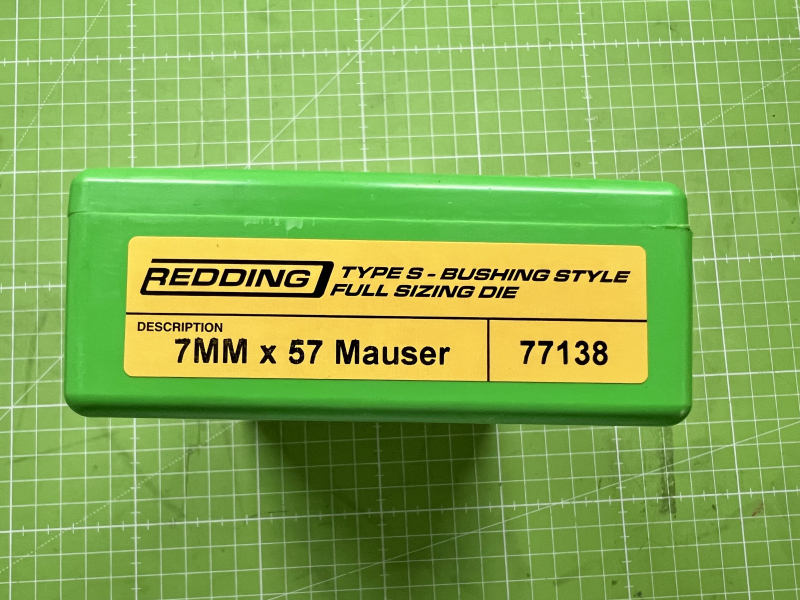 REDDING
TYPE S - BUSHING STYLE
FULL SIZING DIE
DESCRIPTION
7MM x 57 Mauser
77138